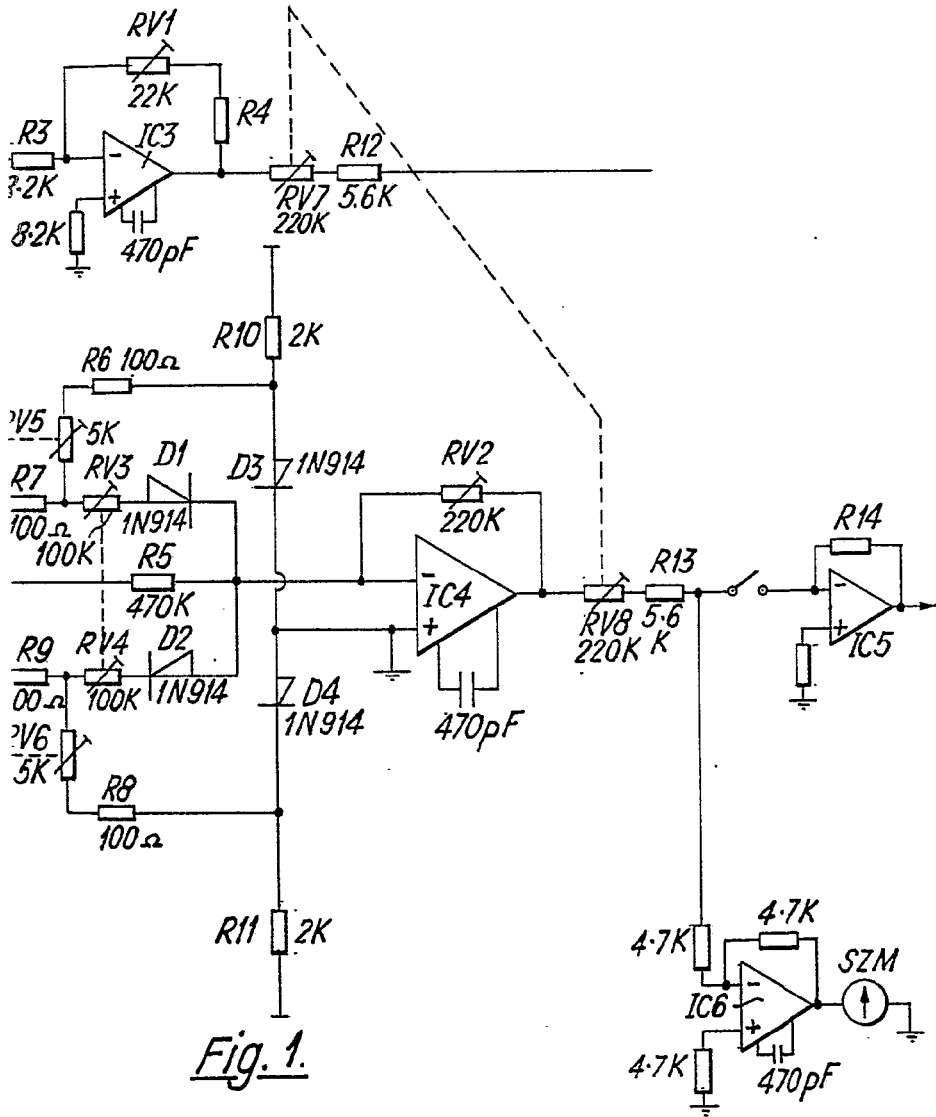 RV1
22K
R4
R3
IC3
R12
8.2K
-
+
RV7
5.6K
220K
8.2K
470pF
R10
2K
R6 100Ω
5K
D1
D3
1N914
RV2
R7
RV3
1N914
220K
R14
100K
R5
-
IC4
R13
-
470K
+
RV8
5.6
K
+
IC5
220K
R9
RV4
D2
100K
1N914
D4
1N914
470pF
5K
R8
100Ω
R11
2K
4.7K
4.7K
SZM
-
IC6
+
4.7K
470pF
Fig. 1.